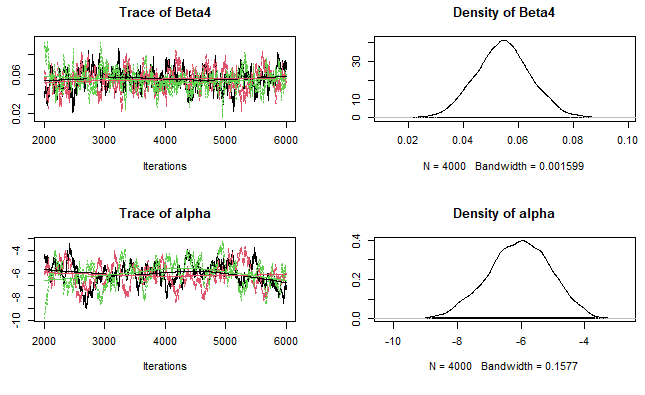 Trace of Beta4
0.02 0.06
2000 3000 4000 5000 6000
Iterations
Density of Beta4
0 10 30
0.02 0.04 0.06 0.08 0.10
N = 4000 Bandwidth = 0.001599
Trace of alpha
-10 -8 -6 -4
2000 3000 4000 5000 6000
Iterations
Density of alpha
0.0 0.2 0.4
-10 -8 -6 -4
N = 4000 Bandwidth = 0.1577